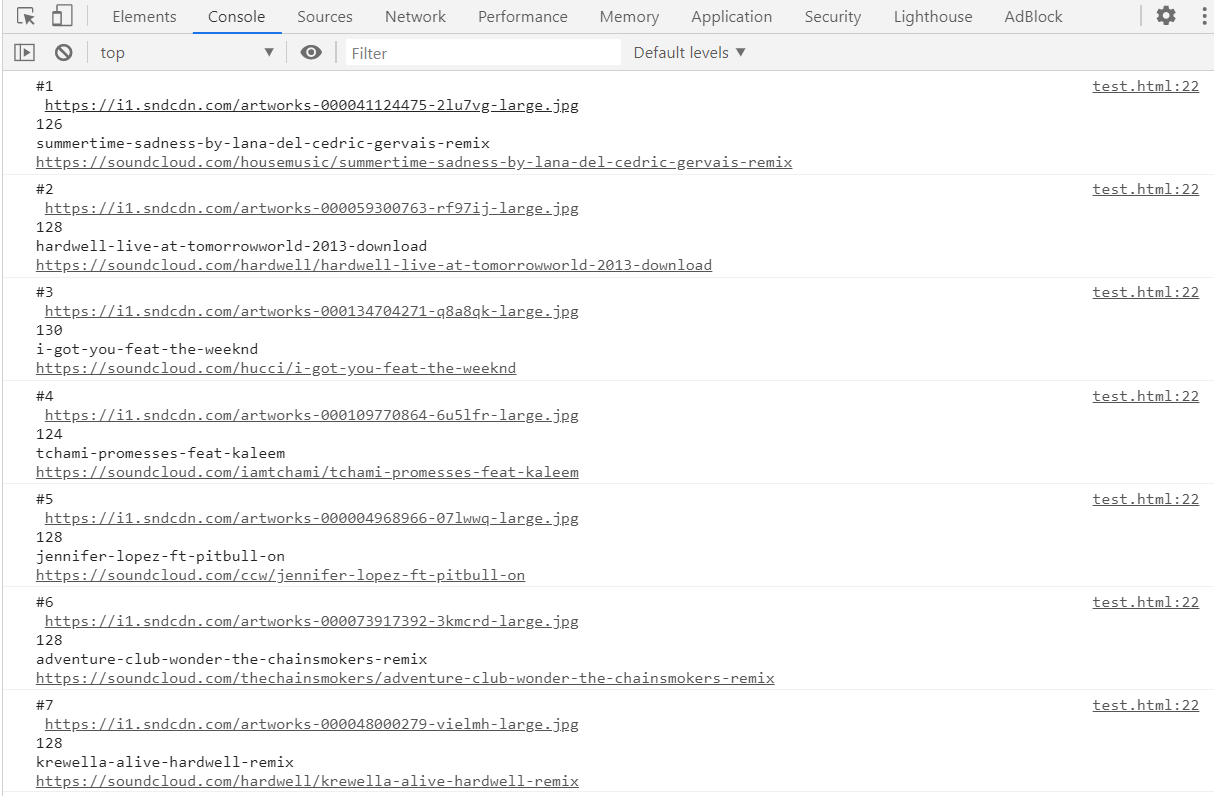 Elements Console Sources Network Performance Memory Application Security Lighthouse AdBlock
top Filter Default levels
#1 test.html:22
https://i1.sndcdn.com/artworks-000041124475-2lu7vg-large.jpg
126
summertime-sadness-by-lana-del-cedric-gervais-remix
https://soundcloud.com/housemusic/summertime-sadness-by-lana-del-cedric-gervais-remix
#2 test.html:22
https://i1.sndcdn.com/artworks-000059300763-rf97ij-large.jpg
128
hardwell-live-at-tomorrowworld-2013-download
https://soundcloud.com/hardwell/hardwell-live-at-tomorrowworld-2013-download
#3 test.html:22
https://i1.sndcdn.com/artworks-000134704271-q8a8qk-large.jpg
130
i-got-you-feat-the-weeknd
https://soundcloud.com/hucci/i-got-you-feat-the-weeknd
#4 test.html:22
https://i1.sndcdn.com/artworks-000109770864-6u5lfr-large.jpg
124
tchami-promesses-feat-kaleem
https://soundcloud.com/iamtchami/tchami-promesses-feat-kaleem
#5 test.html:22
https://i1.sndcdn.com/artworks-000004968966-07lwwq-large.jpg
128
jennifer-lopez-ft-pitbull-on
https://soundcloud.com/ccw/jennifer-lopez-ft-pitbull-on
#6 test.html:22
https://i1.sndcdn.com/artworks-000073917392-3kmcrd-large.jpg
128
adventure-club-wonder-the-chainsmokers-remix
https://soundcloud.com/thechainsmokers/adventure-club-wonder-the-chainsmokers-remix
#7 test.html:22
https://i1.sndcdn.com/artworks-000048000279-vielmh-large.jpg
128
krewella-alive-hardwell-remix
https://soundcloud.com/hardwell/krewella-alive-hardwell-remix